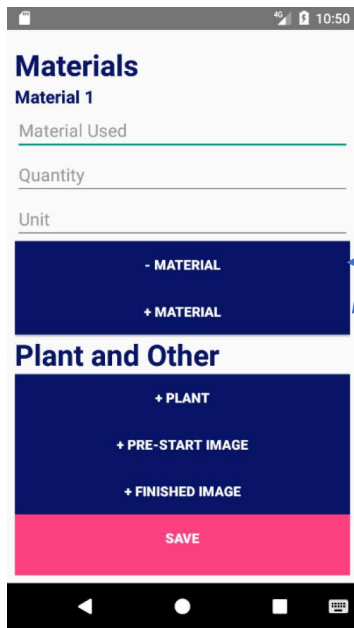 4G 10:50
Materials
Material 1
Material Used
Quantity
Unit
- MATERIAL
+ MATERIAL
Plant and Other
+ PLANT
+ PRE-START IMAGE
+ FINISHED IMAGE
SAVE